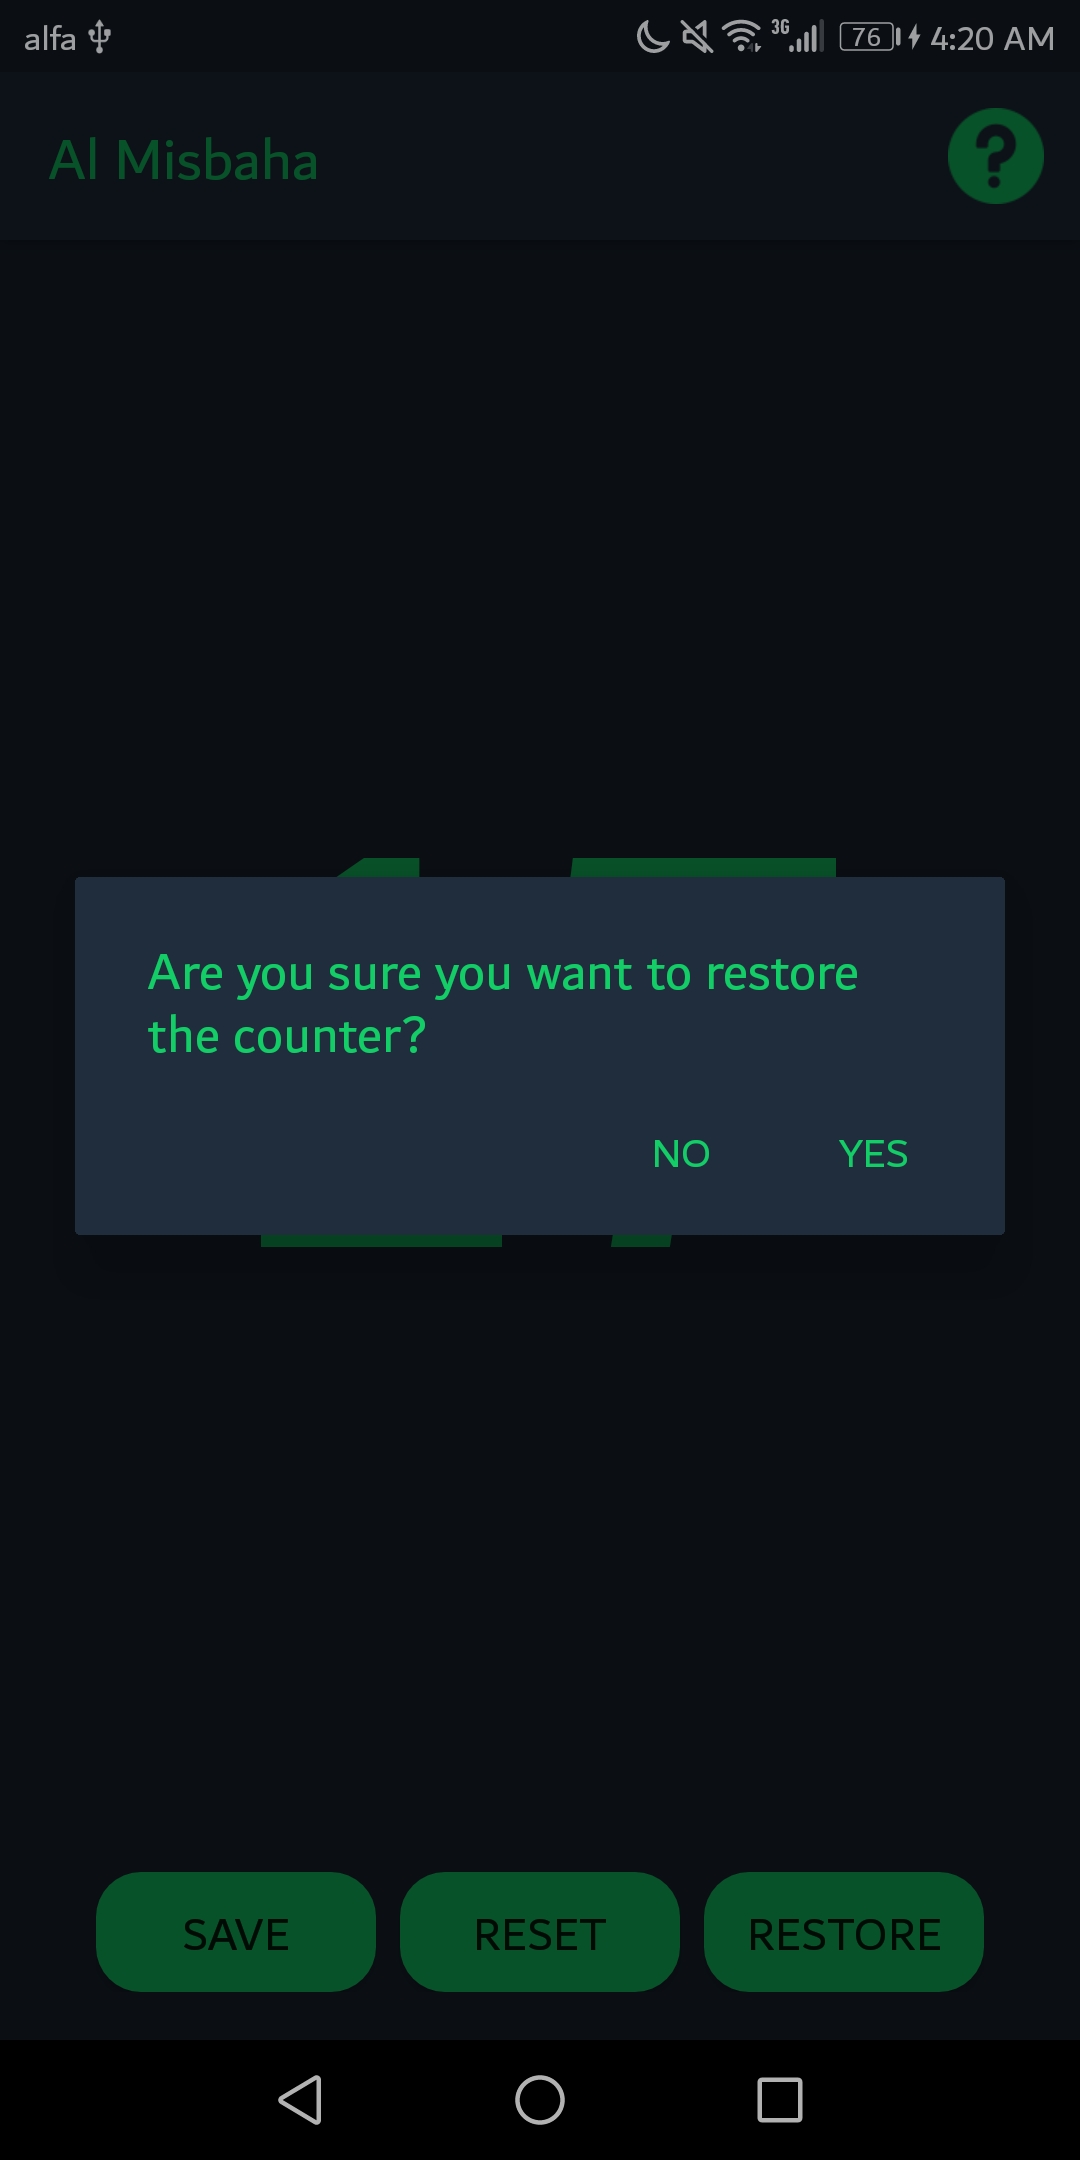 alfa 3G 76 4:20 AM
Al Misbaha
Are you sure you want to restore
the counter?
NO YES
SAVE RESET RESTORE